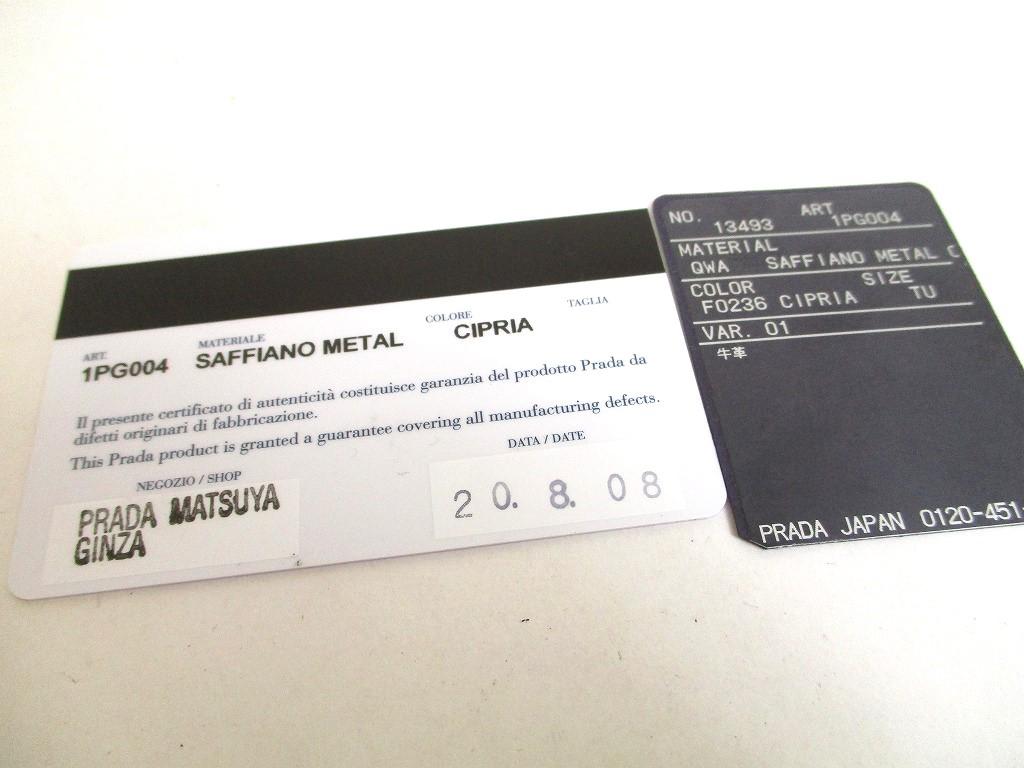 ART. MATERIALE COLORE TAGLIA
1PG004 SAFFIANO METAL CIPRIA
Il presente certificato di autenticità costituisce garanzia del prodotto Prada da
difetti originari di fabbricazione.
This Prada product is granted a guarantee covering all manufacturing defects.
NEGOZIO / SHOP DATA / DATE
PRADA MATSUYA
GINZA
20. 8. 08
NO. 13493 ART 1PG004
MATERIAL
QWA SAFFIANO METAL C
COLOR SIZE
F0236 CIPRIA TU
VAR. 01
牛革
PRADA JAPAN 0120-451-